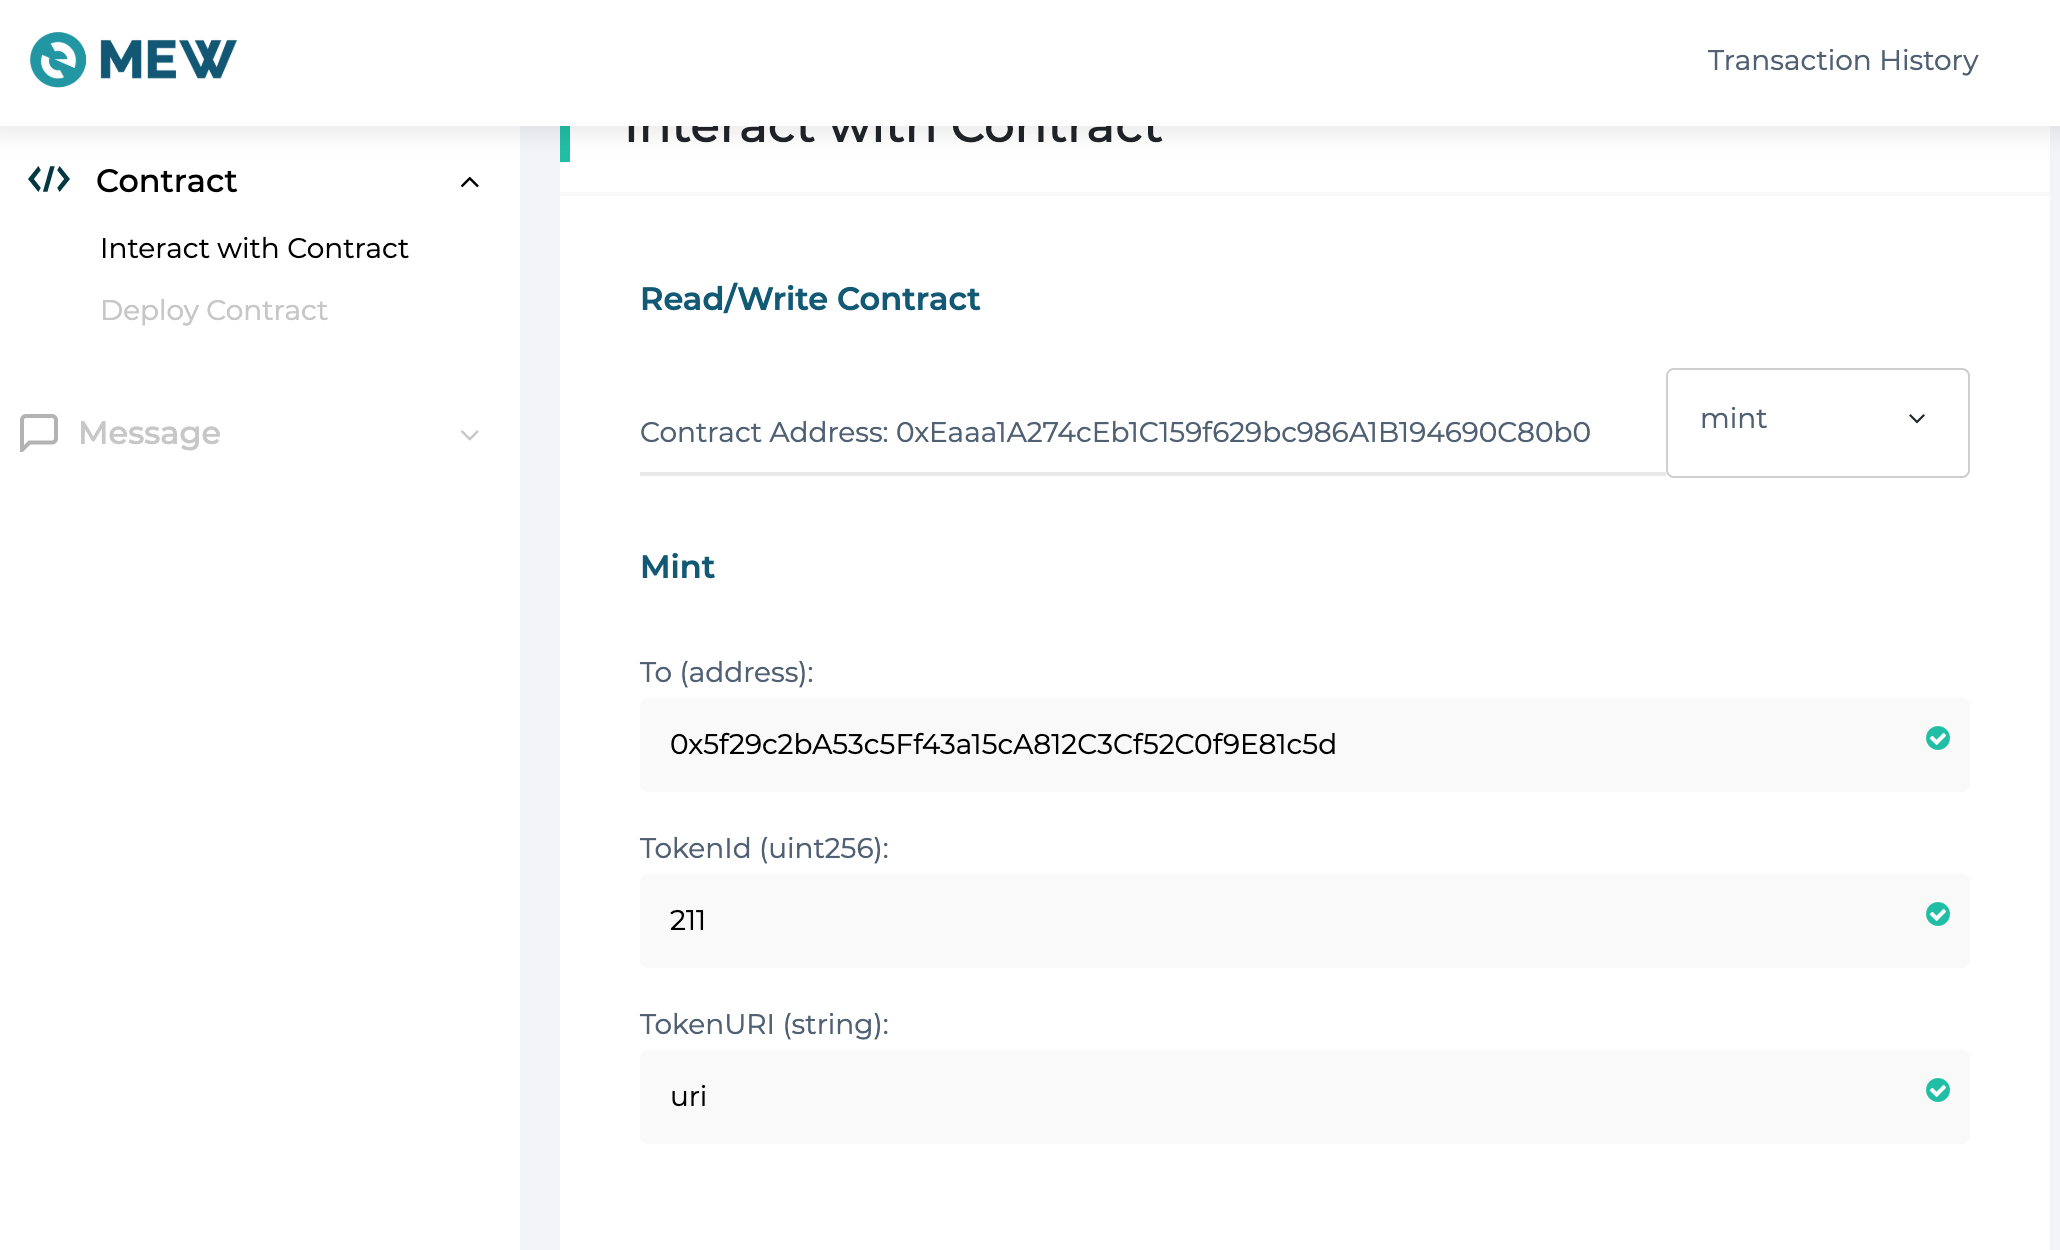 MEW
Transaction History
Interact with Contract
Contract
Interact with Contract
Deploy Contract
Message
Read/Write Contract
Contract Address: 0xEaaa1A274cEb1C159f629bc986A1B194690C80b0
mint
Mint
To (address):
0x5f29c2bA53c5Ff43a15cA812C3Cf52C0f9E81c5d
TokenId (uint256):
211
TokenURI (string):
uri